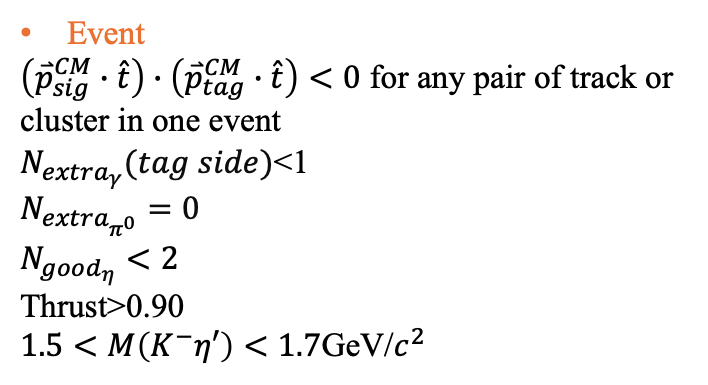 • Event
(p⃗_sig^CM · t̂) · (p⃗_tag^CM · t̂) < 0 for any pair of track or
cluster in one event
N_extra_γ(tag side)<1
N_extra_π⁰ = 0
N_good_η < 2
Thrust>0.90
1.5 < M(K⁻η′) < 1.7GeV/c²